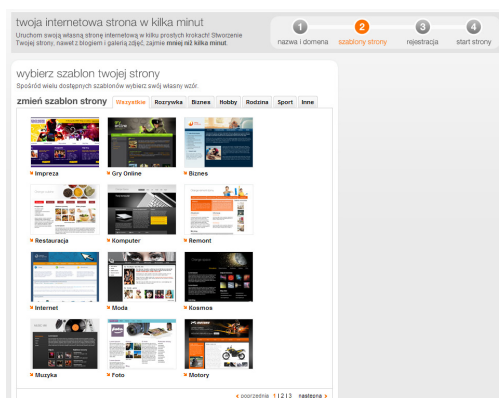 twoja internetowa strona w kilka minut
Uruchom swoją własną stronę internetową w kilku prostych krokach! Stworzenie
Twojej strony, nawet z blogiem i galerią zdjęć, zajmie mniej niż kilka minut.
1 2 3 4
nazwa i domena szablony strony rejestracja start strony
wybierz szablon twojej strony
Spośród wielu dostępnych szablonów wybierz swój własny wzór.
zmień szablon strony Wszystkie Rozrywka Biznes Hobby Rodzina Sport Inne
Impreza Gry Online Biznes
Restauracja Komputer Remont
Internet Moda Kosmos
Muzyka Foto Motory
‹ poprzednia 1 | 2 | 3 następna ›